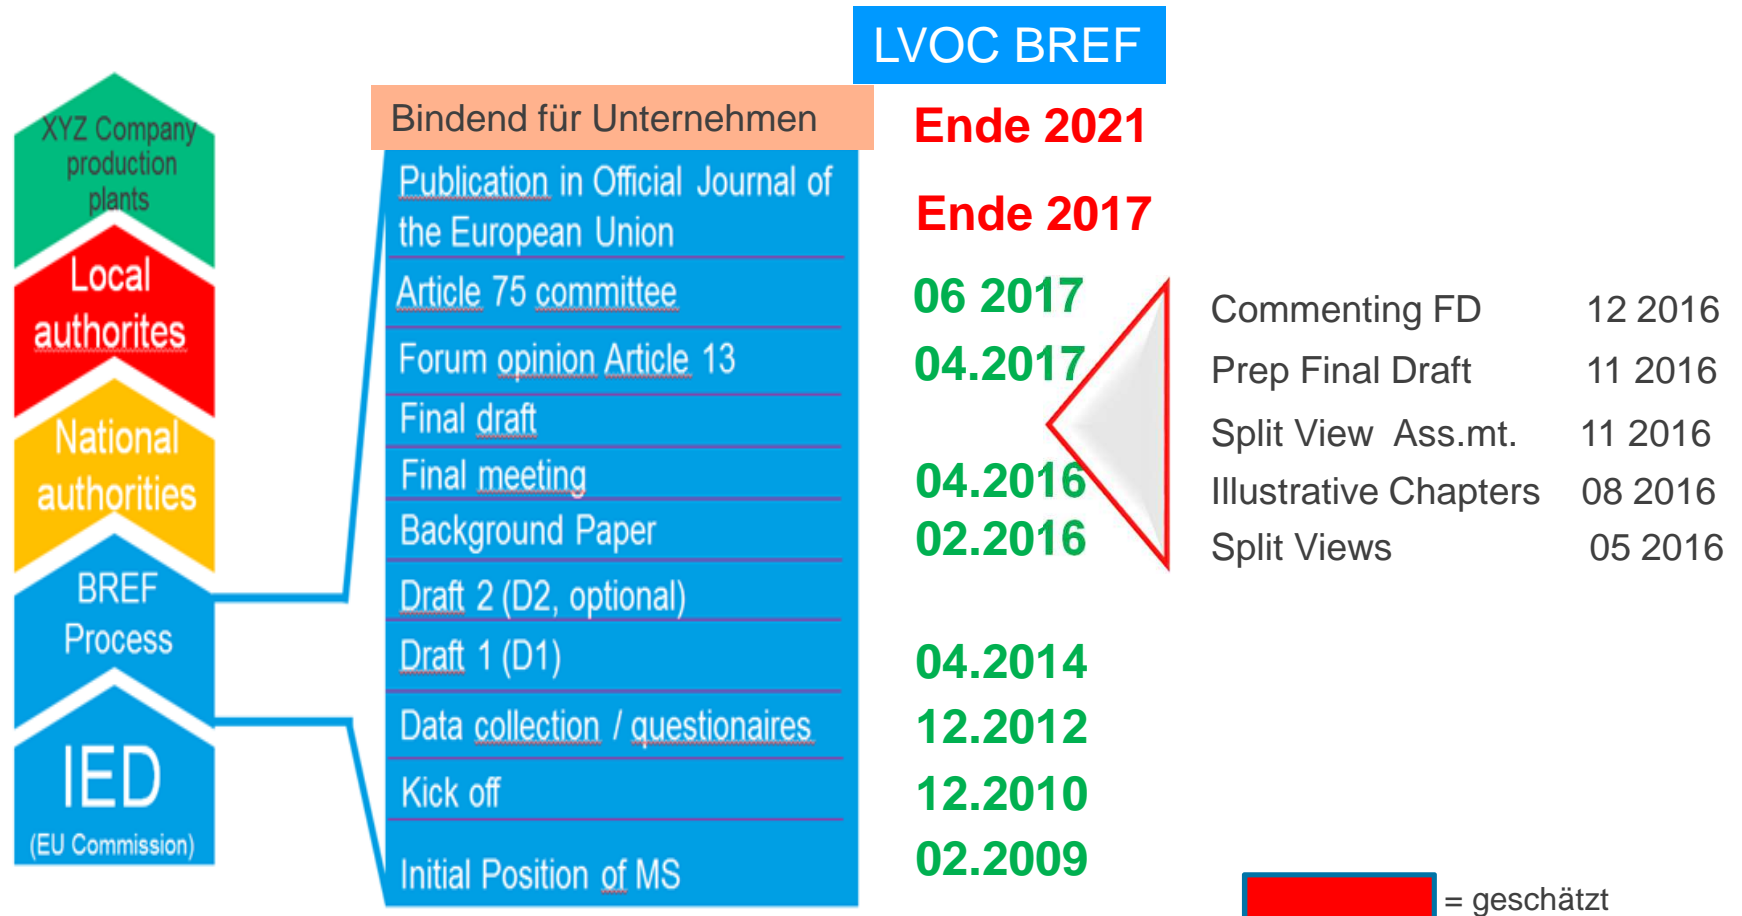 LVOC BREF
XYZ Company
production
plants
Local
authorites
National
authorities
BREF
Process
IED
(EU Commission)
Bindend für Unternehmen
Ende 2021
Publication in Official Journal of
the European Union
Ende 2017
Article 75 committee
06 2017
Forum opinion Article 13
04.2017
Final draft
Final meeting
04.2016
Background Paper
02.2016
Draft 2 (D2, optional)
Draft 1 (D1)
04.2014
Data collection / questionaires
12.2012
Kick off
12.2010
Initial Position of MS
02.2009
Commenting FD 12 2016
Prep Final Draft 11 2016
Split View Ass.mt. 11 2016
Illustrative Chapters 08 2016
Split Views 05 2016
= geschätzt